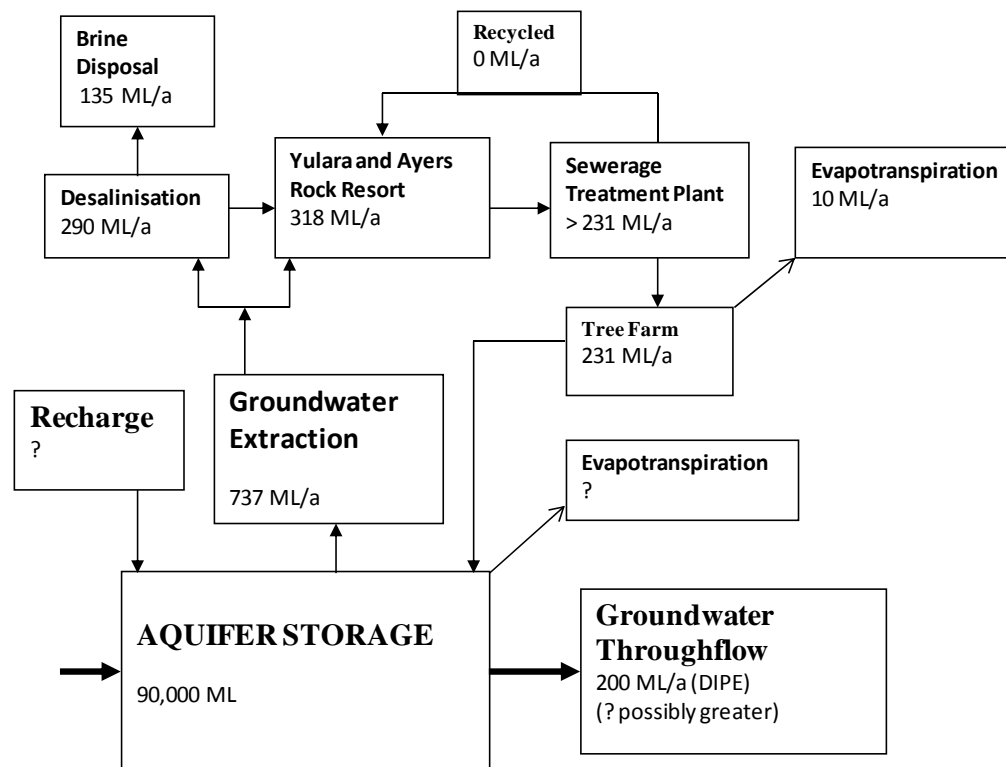 Brine
Disposal
135 ML/a
Recycled
0 ML/a
Desalinisation
290 ML/a
Yulara and Ayers
Rock Resort
318 ML/a
Sewerage
Treatment Plant
> 231 ML/a
Evapotranspiration
10 ML/a
Tree Farm
231 ML/a
Recharge
?
Groundwater
Extraction
737 ML/a
Evapotranspiration
?
AQUIFER STORAGE
90,000 ML
Groundwater
Throughflow
200 ML/a (DIPE)
(? possibly greater)